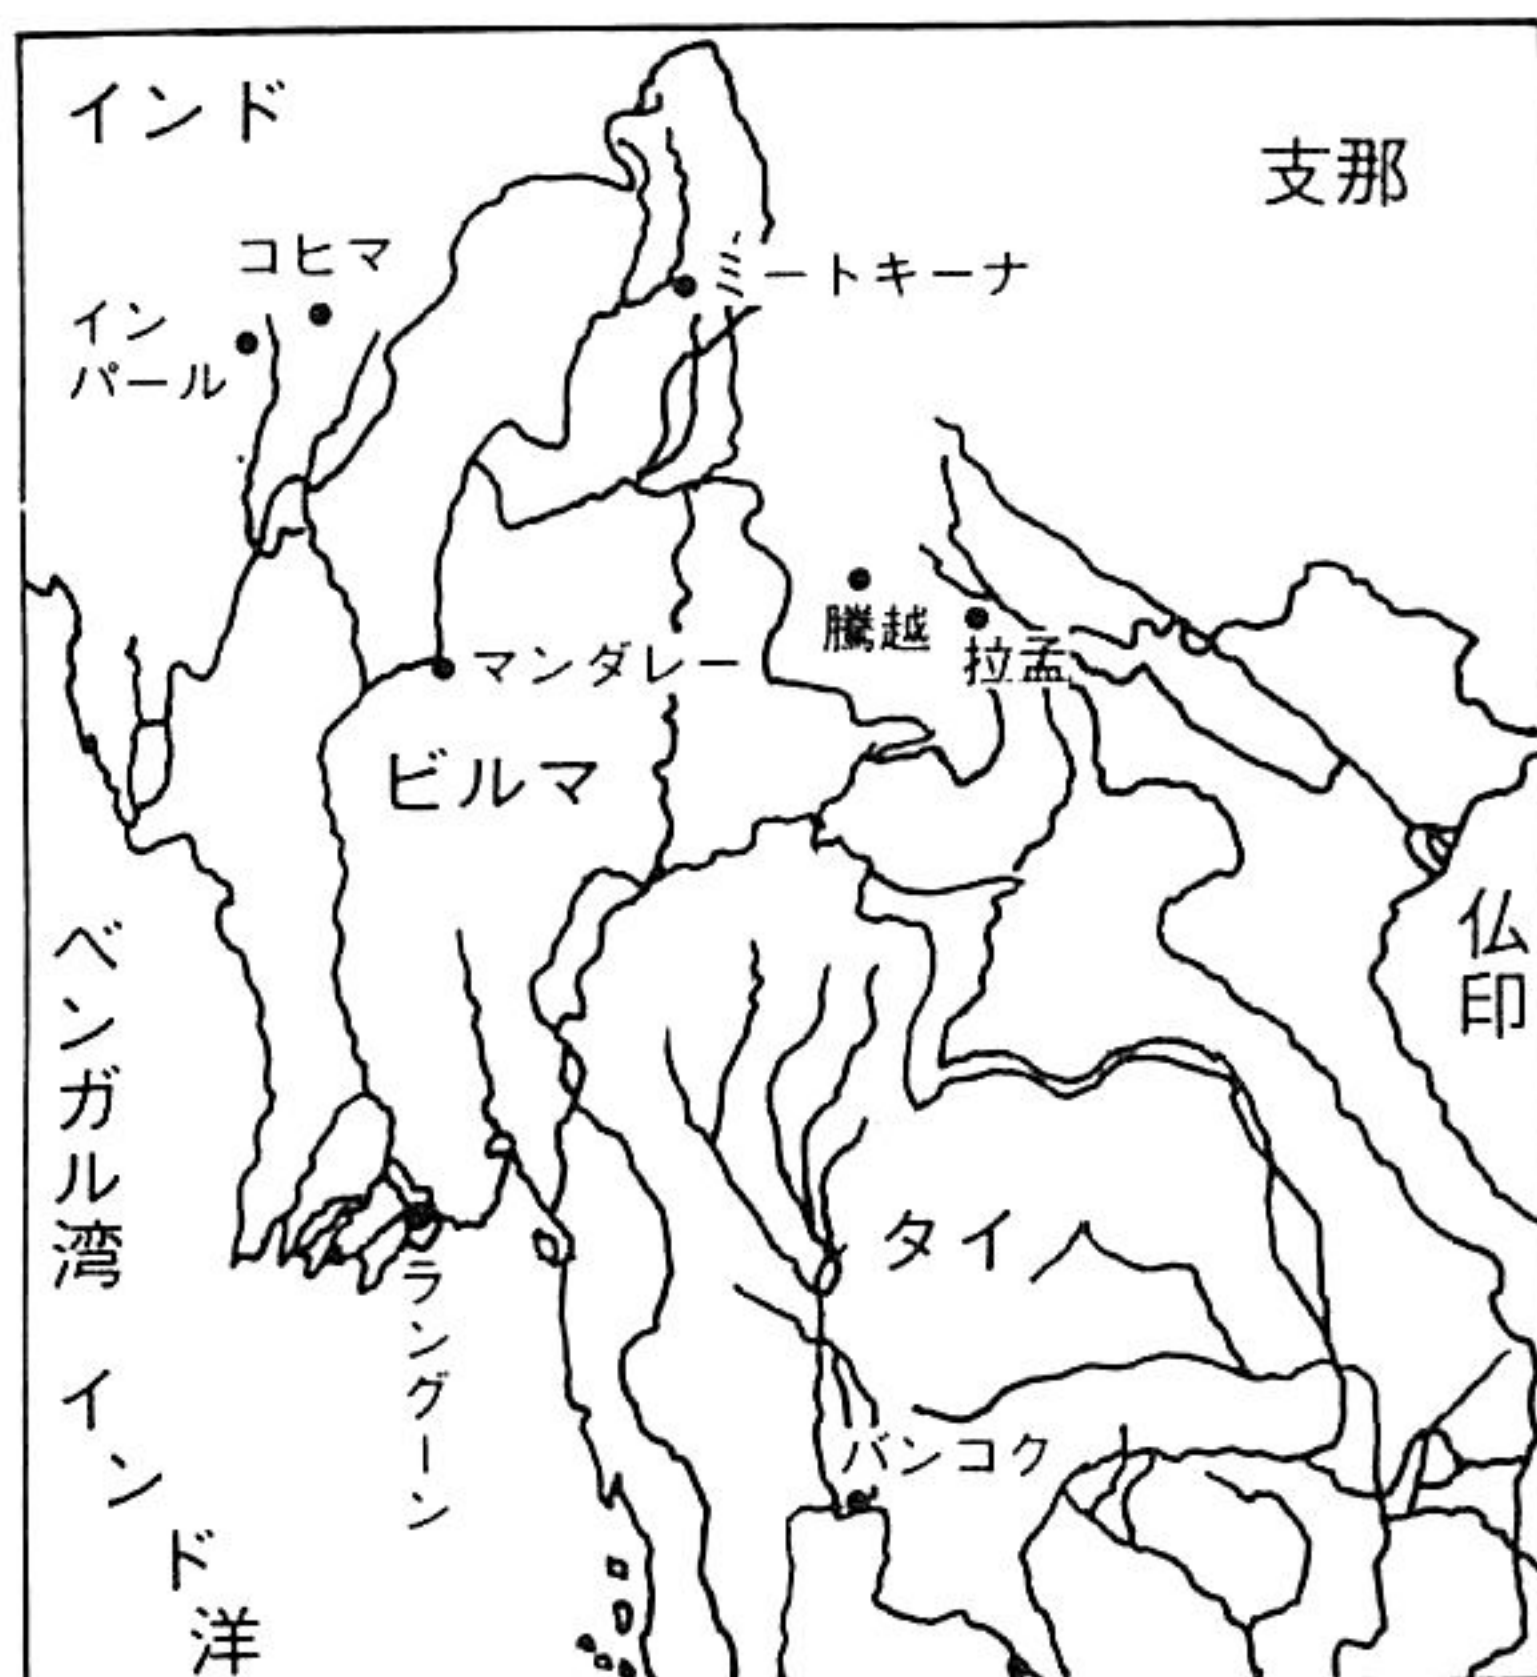 インド
支那
コヒマ
ミートキーナ
イン
パール
騰越
拉孟
マンダレー
ビルマ
仏印
ベンガル湾
タイ
ラングーン
インド洋
バンコク